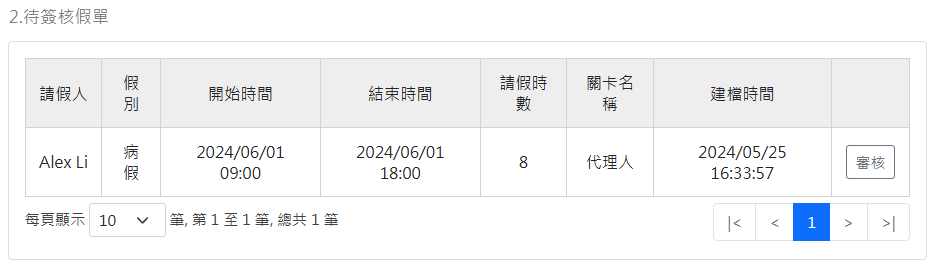 2.待簽核假單
請假人 假別 開始時間 結束時間 請假時數 關卡名稱 建檔時間
Alex Li 病假 2024/06/01 09:00 2024/06/01 18:00 8 代理人 2024/05/25 16:33:57 審核
每頁顯示 10 筆, 第 1 至 1 筆, 總共 1 筆 |< < 1 > >|